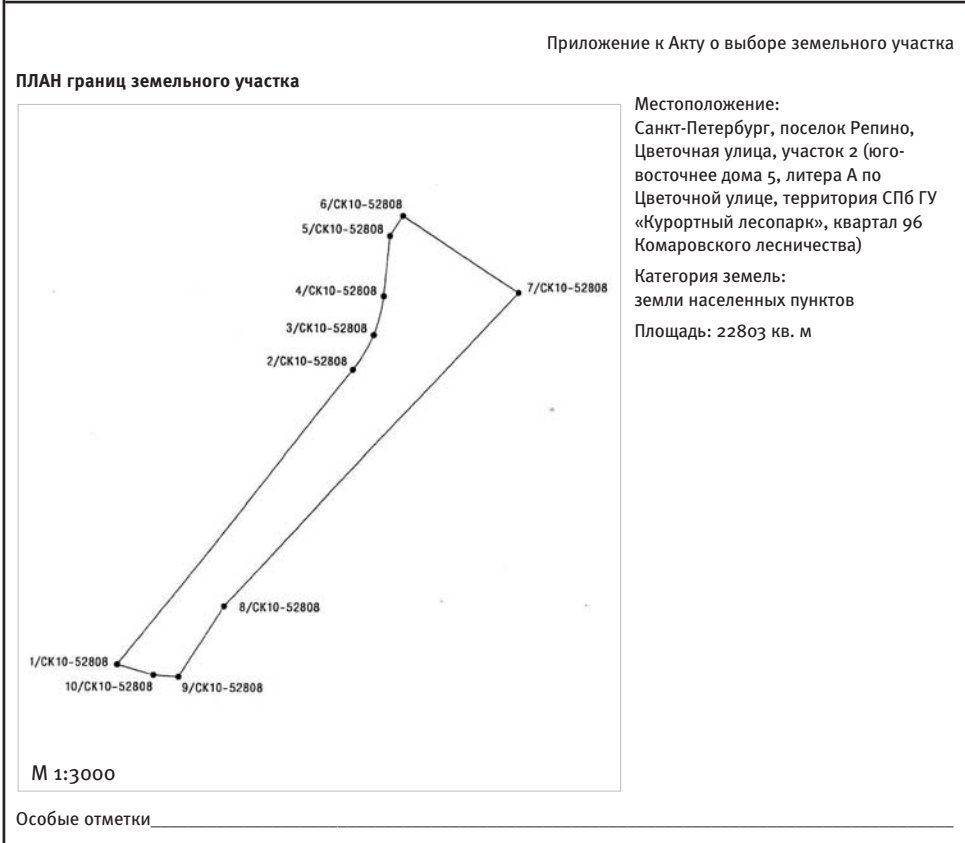 Приложение к Акту о выборе земельного участка
ПЛАН границ земельного участка
Местоположение:
Санкт-Петербург, поселок Репино,
Цветочная улица, участок 2 (юго-
восточнее дома 5, литера А по
Цветочной улице, территория СПб ГУ
«Курортный лесопарк», квартал 96
Комаровского лесничества)
Категория земель:
земли населенных пунктов
Площадь: 22803 кв. м
6/СК10-52808
5/СК10-52808
7/СК10-52808
4/СК10-52808
3/СК10-52808
2/СК10-52808
8/СК10-52808
1/СК10-52808
10/СК10-52808
9/СК10-52808
М 1:3000
Особые отметки